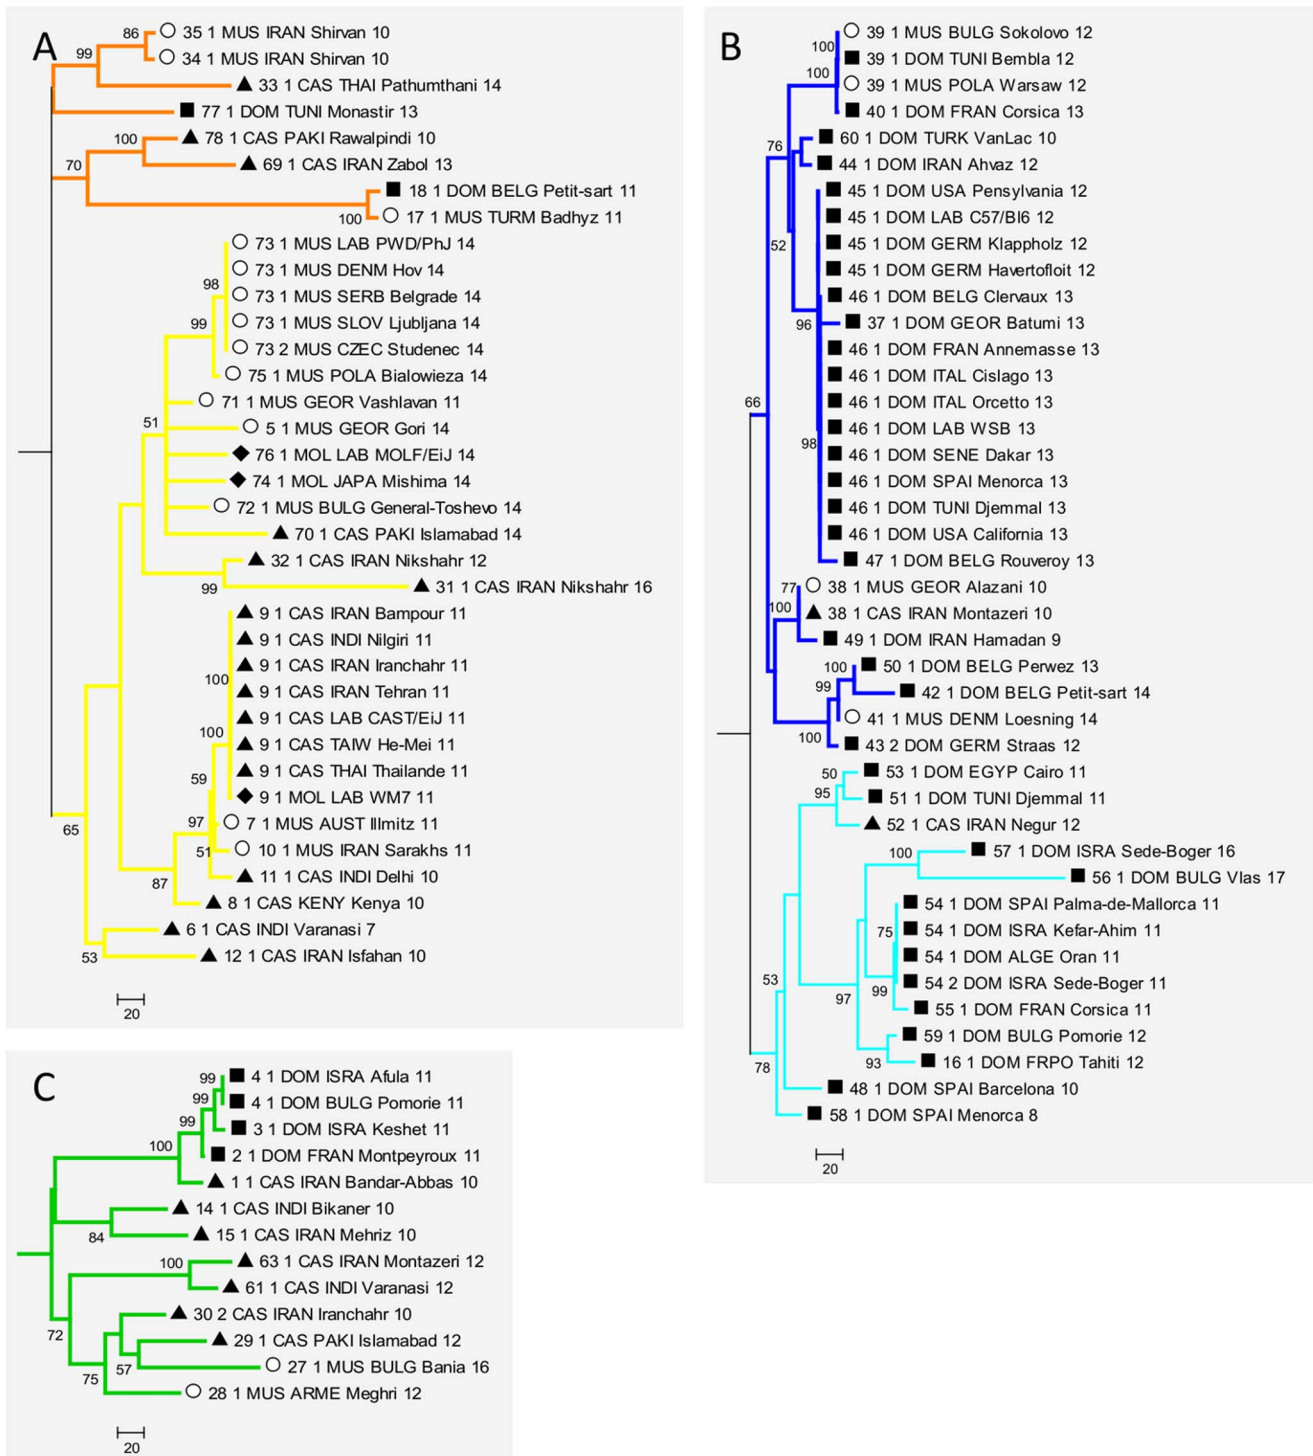 A
86
35 1 MUS IRAN Shirvan 10
99
34 1 MUS IRAN Shirvan 10
33 1 CAS THAI Pathumthani 14
77 1 DOM TUNI Monastir 13
100
78 1 CAS PAKI Rawalpindi 10
70
69 1 CAS IRAN Zabol 13
18 1 DOM BELG Petit-sart 11
100
17 1 MUS TURM Badhyz 11
73 1 MUS LAB PWD/PhJ 14
73 1 MUS DENM Hov 14
98
73 1 MUS SERB Belgrade 14
99
73 1 MUS SLOV Ljubljana 14
73 2 MUS CZEC Studenec 14
75 1 MUS POLA Bialowieza 14
71 1 MUS GEOR Vashlavan 11
51
5 1 MUS GEOR Gori 14
76 1 MOL LAB MOLF/EiJ 14
74 1 MOL JAPA Mishima 14
72 1 MUS BULG General-Toshevo 14
70 1 CAS PAKI Islamabad 14
32 1 CAS IRAN Nikshahr 12
99
31 1 CAS IRAN Nikshahr 16
9 1 CAS IRAN Bampour 11
9 1 CAS INDI Nilgiri 11
9 1 CAS IRAN Iranchahr 11
100
9 1 CAS IRAN Tehran 11
9 1 CAS LAB CAST/EiJ 11
100
9 1 CAS TAIW He-Mei 11
59
9 1 CAS THAI Thailande 11
9 1 MOL LAB WM7 11
97
7 1 MUS AUST Illmitz 11
65
51
10 1 MUS IRAN Sarakhs 11
87
11 1 CAS INDI Delhi 10
8 1 CAS KENY Kenya 10
6 1 CAS INDI Varanasi 7
53
12 1 CAS IRAN Isfahan 10
20
B
39 1 MUS BULG Sokolovo 12
100
39 1 DOM TUNI Bembla 12
100
39 1 MUS POLA Warsaw 12
40 1 DOM FRAN Corsica 13
60 1 DOM TURK VanLac 10
76
44 1 DOM IRAN Ahvaz 12
45 1 DOM USA Pensylvania 12
45 1 DOM LAB C57/Bl6 12
52
45 1 DOM GERM Klappholz 12
45 1 DOM GERM Havertofloit 12
46 1 DOM BELG Clervaux 13
96
37 1 DOM GEOR Batumi 13
46 1 DOM FRAN Annemasse 13
46 1 DOM ITAL Cislago 13
66
46 1 DOM ITAL Orcetto 13
46 1 DOM LAB WSB 13
98
46 1 DOM SENE Dakar 13
46 1 DOM SPAI Menorca 13
46 1 DOM TUNI Djemmal 13
46 1 DOM USA California 13
47 1 DOM BELG Rouveroy 13
77
38 1 MUS GEOR Alazani 10
100
38 1 CAS IRAN Montazeri 10
49 1 DOM IRAN Hamadan 9
100
50 1 DOM BELG Perwez 13
99
42 1 DOM BELG Petit-sart 14
41 1 MUS DENM Loesning 14
100
43 2 DOM GERM Straas 12
50
53 1 DOM EGYP Cairo 11
95
51 1 DOM TUNI Djemmal 11
52 1 CAS IRAN Negur 12
100
57 1 DOM ISRA Sede-Boger 16
56 1 DOM BULG Vlas 17
54 1 DOM SPAI Palma-de-Mallorca 11
75
54 1 DOM ISRA Kefar-Ahim 11
54 1 DOM ALGE Oran 11
53
99
54 2 DOM ISRA Sede-Boger 11
97
55 1 DOM FRAN Corsica 11
59 1 DOM BULG Pomorie 12
93
16 1 DOM FRPO Tahiti 12
78
48 1 DOM SPAI Barcelona 10
58 1 DOM SPAI Menorca 8
20
C
99
4 1 DOM ISRA Afula 11
99
4 1 DOM BULG Pomorie 11
99
3 1 DOM ISRA Keshet 11
100
2 1 DOM FRAN Montpeyroux 11
1 1 CAS IRAN Bandar-Abbas 10
14 1 CAS INDI Bikaner 10
84
15 1 CAS IRAN Mehriz 10
100
63 1 CAS IRAN Montazeri 12
61 1 CAS INDI Varanasi 12
30 2 CAS IRAN Iranchahr 10
72
29 1 CAS PAKI Islamabad 12
57
27 1 MUS BULG Bania 16
75
28 1 MUS ARME Meghri 12
20